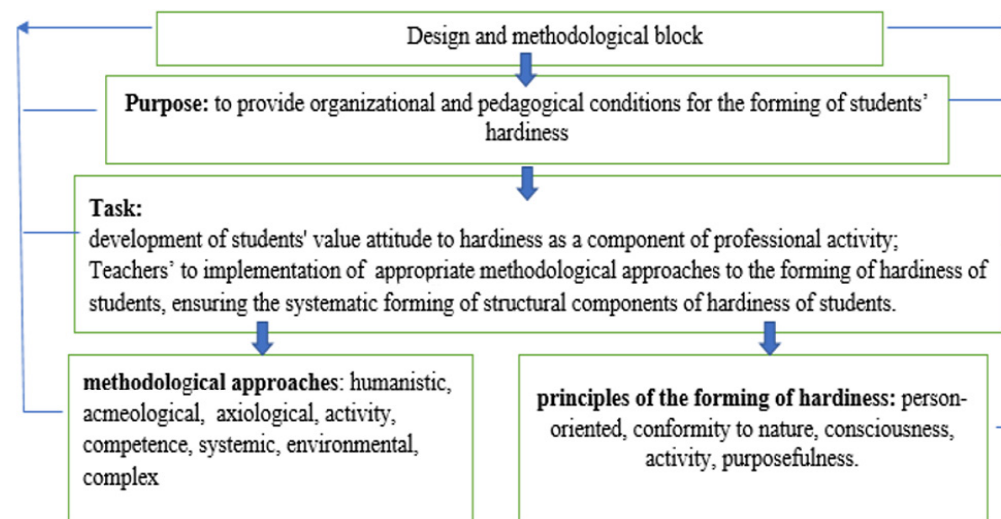 Design and methodological block
Purpose: to provide organizational and pedagogical conditions for the forming of students’
hardiness
Task:
development of students' value attitude to hardiness as a component of professional activity;
Teachers’ to implementation of appropriate methodological approaches to the forming of hardiness of
students, ensuring the systematic forming of structural components of hardiness of students.
methodological approaches: humanistic,
acmeological, axiological, activity,
competence, systemic, environmental,
complex
principles of the forming of hardiness: person-
oriented, conformity to nature, consciousness,
activity, purposefulness.